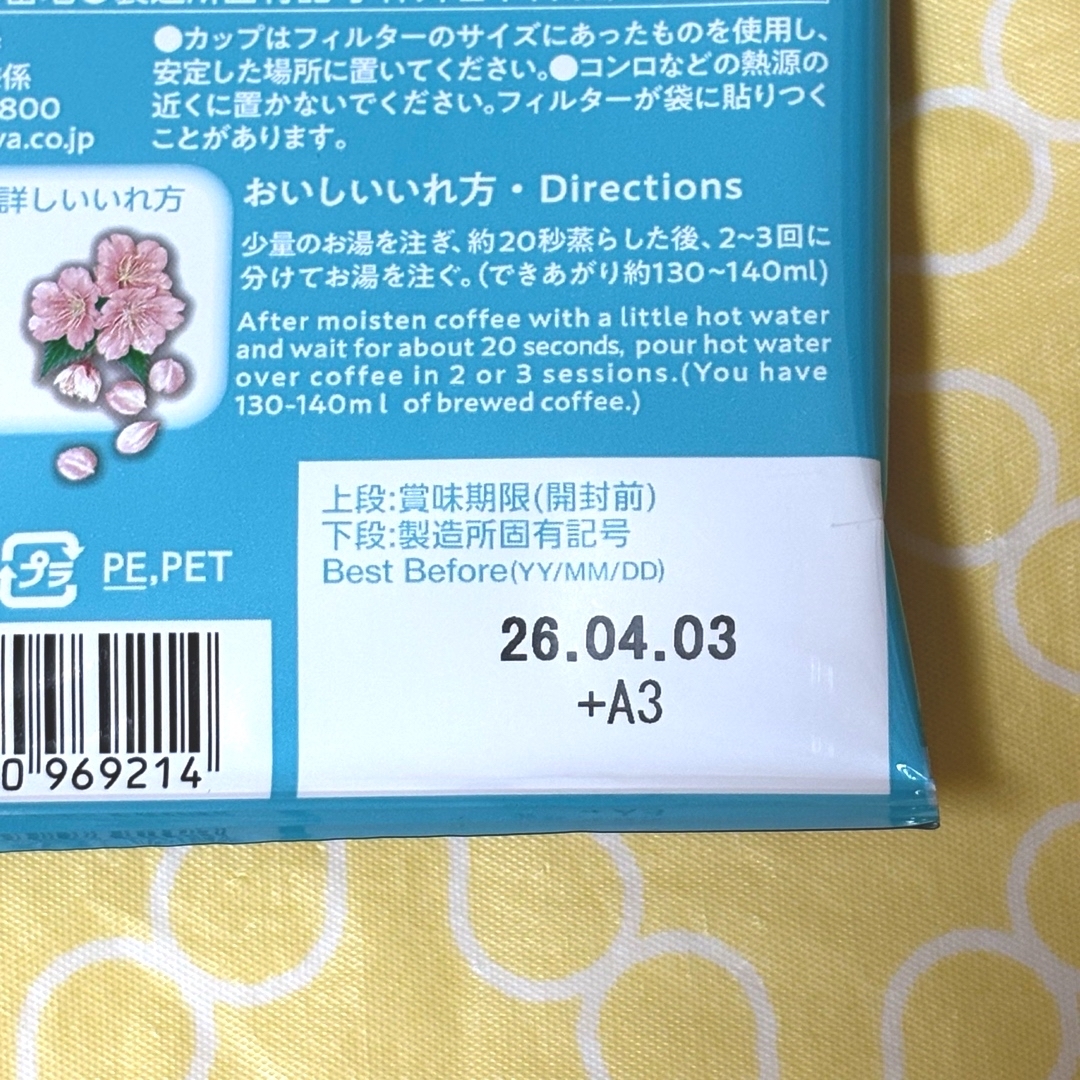 係
●カップはフィルターのサイズにあったものを使用し、
安定した場所に置いてください。●コンロなどの熱源の
800
近くに置かないでください。フィルターが袋に貼りつく
ya.co.jp
ことがあります。
詳しいいれ方
おいしいいれ方・Directions
少量のお湯を注ぎ、約20秒蒸らした後、2~3回に
分けてお湯を注ぐ。(できあがり約130~140ml)
After moisten coffee with a little hot water
and wait for about 20 seconds, pour hot water
over coffee in 2 or 3 sessions.(You have
130-140ml of brewed coffee.)
上段:賞味期限(開封前)
下段:製造所固有記号
Best Before(YY/MM/DD)
プラ PE,PET
26.04.03
+A3
0 969214